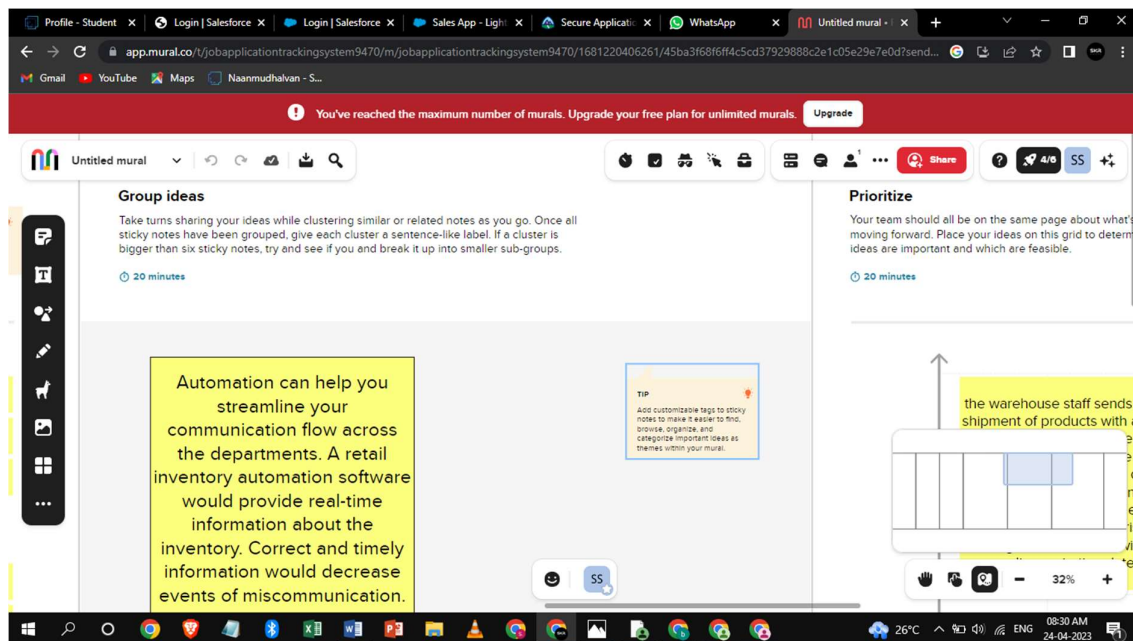 Profile - Student
Login | Salesforce
Login | Salesforce
Sales App - Light
Secure Applicatic
WhatsApp
Untitled mural •
app.mural.co/t/jobapplicationtrackingsystem9470/m/jobapplicationtrackingsystem9470/1681220406261/45ba3f68f6ff4c5cd37929888c2e1c05e29e7e0d?send...
Gmail
YouTube
Maps
Naanmudhalvan - S...
You've reached the maximum number of murals. Upgrade your free plan for unlimited murals.
Upgrade
Untitled mural
1
Share
4/6
SS
Group ideas
Take turns sharing your ideas while clustering similar or related notes as you go. Once all
sticky notes have been grouped, give each cluster a sentence-like label. If a cluster is
bigger than six sticky notes, try and see if you and break it up into smaller sub-groups.
20 minutes
Prioritize
Your team should all be on the same page about what's
moving forward. Place your ideas on this grid to determ
ideas are important and which are feasible.
20 minutes
Automation can help you
streamline your
communication flow across
the departments. A retail
inventory automation software
would provide real-time
information about the
inventory. Correct and timely
information would decrease
events of miscommunication.
TIP
Add customizable tags to sticky
notes to make it easier to find,
browse, organize, and
categorize important ideas as
themes within your mural.
the warehouse staff sends
shipment of products with
SS
32%
26°C
ENG
08:30 AM
24-04-2023